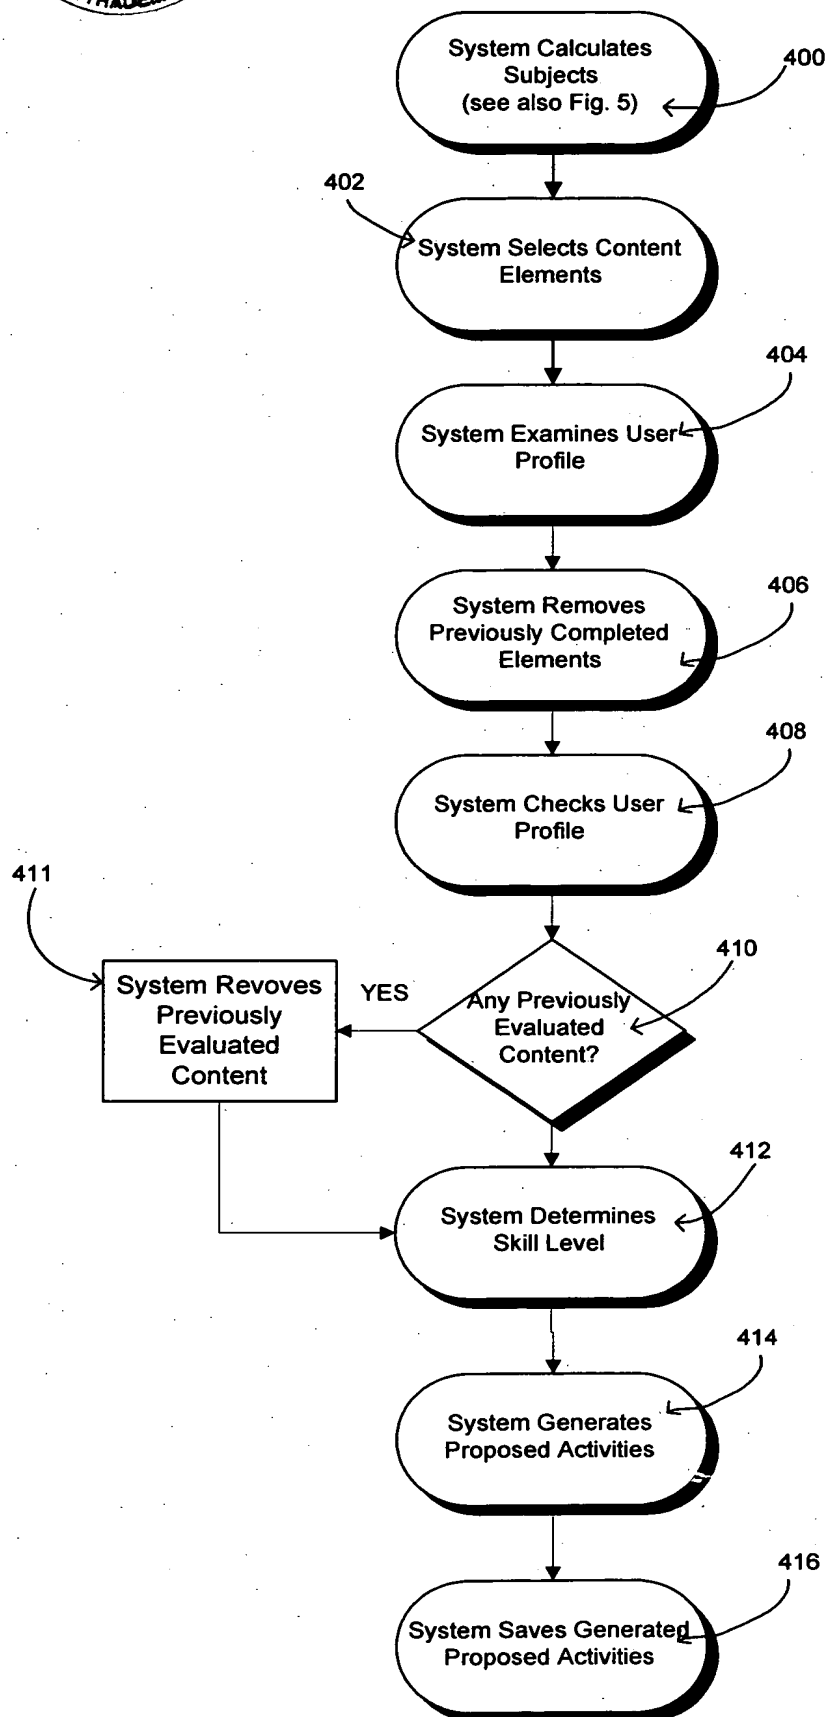 System Calculates
Subjects
(see also Fig. 5)
400
402
System Selects Content
Elements
404
System Examines User
Profile
406
System Removes
Previously Completed
Elements
408
System Checks User
Profile
411
410
System Revoves
Previously
Evaluated
Content
YES
Any Previously
Evaluated
Content?
412
System Determines
Skill Level
414
System Generates
Proposed Activities
416
System Saves Generated
Proposed Activities